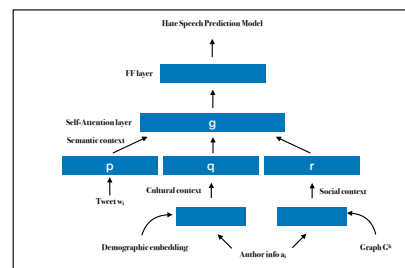 Hate Speech Prediction Model
FF layer
Self-Attention layer
g
Semantic context
p
q
r
Tweet wᵢ
Cultural context
Social context
Demographic embedding
Author info aᵢ
Graph Gʰ